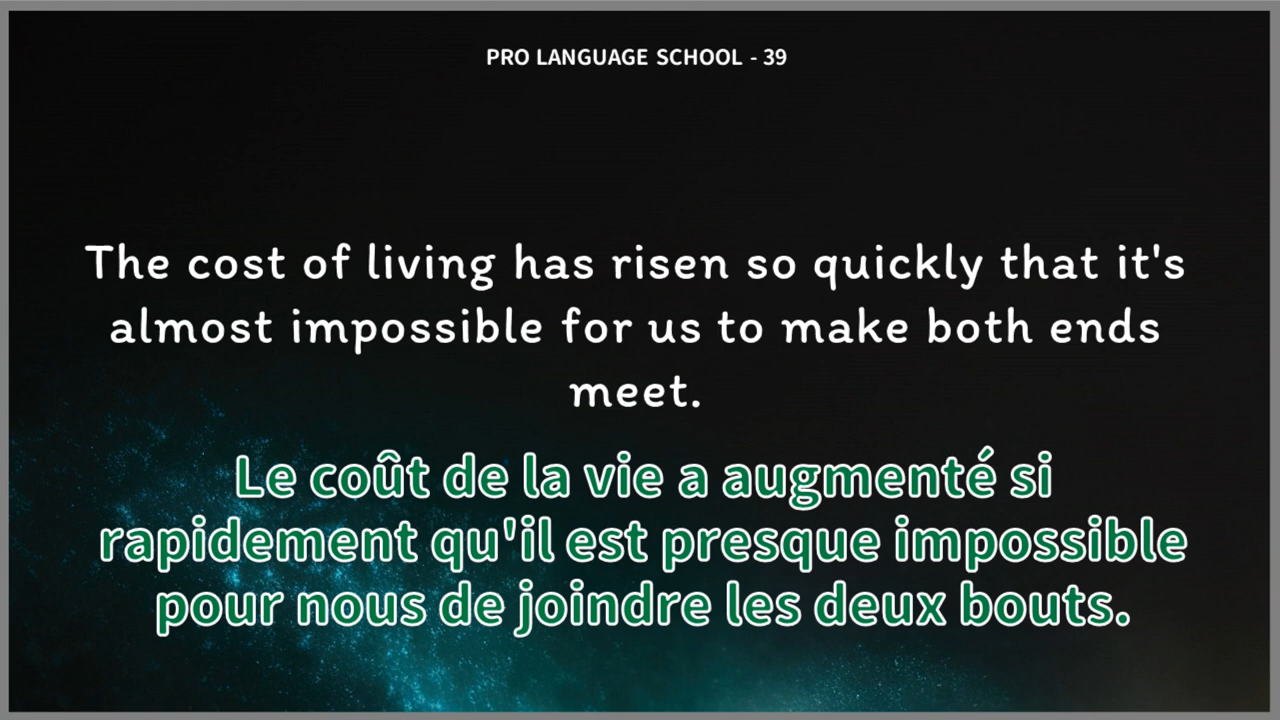 PRO LANGUAGE SCHOOL - 39
The cost of living has risen so quickly that it's
almost impossible for us to make both ends
meet.
Le coût de la vie a augmenté si
rapidement qu'il est presque impossible
pour nous de joindre les deux bouts.